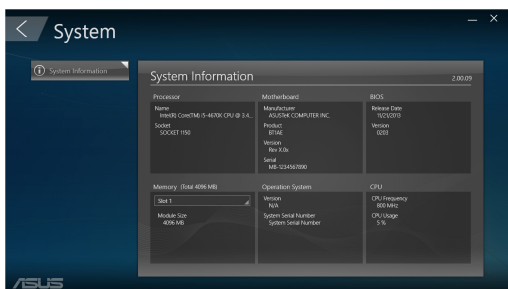 System
System Information
System Information
2.00.09
Processor
Name
Intel(R) Core(TM) i5-4670K CPU @ 3.4...
Socket
SOCKET 1150
Motherboard
Manufacturer
ASUSTeK COMPUTER INC.
Product
BT1AE
Version
Rev X.0x
Serial
MB-1234567890
BIOS
Release Date
11/21/2013
Version
0203
Memory (Total 4096 MB)
Slot 1
Module Size
4096 MB
Operation System
Version
N/A
System Serial Number
System Serial Number
CPU
CPU Frequency
800 MHz
CPU Usage
5 %
ASUS